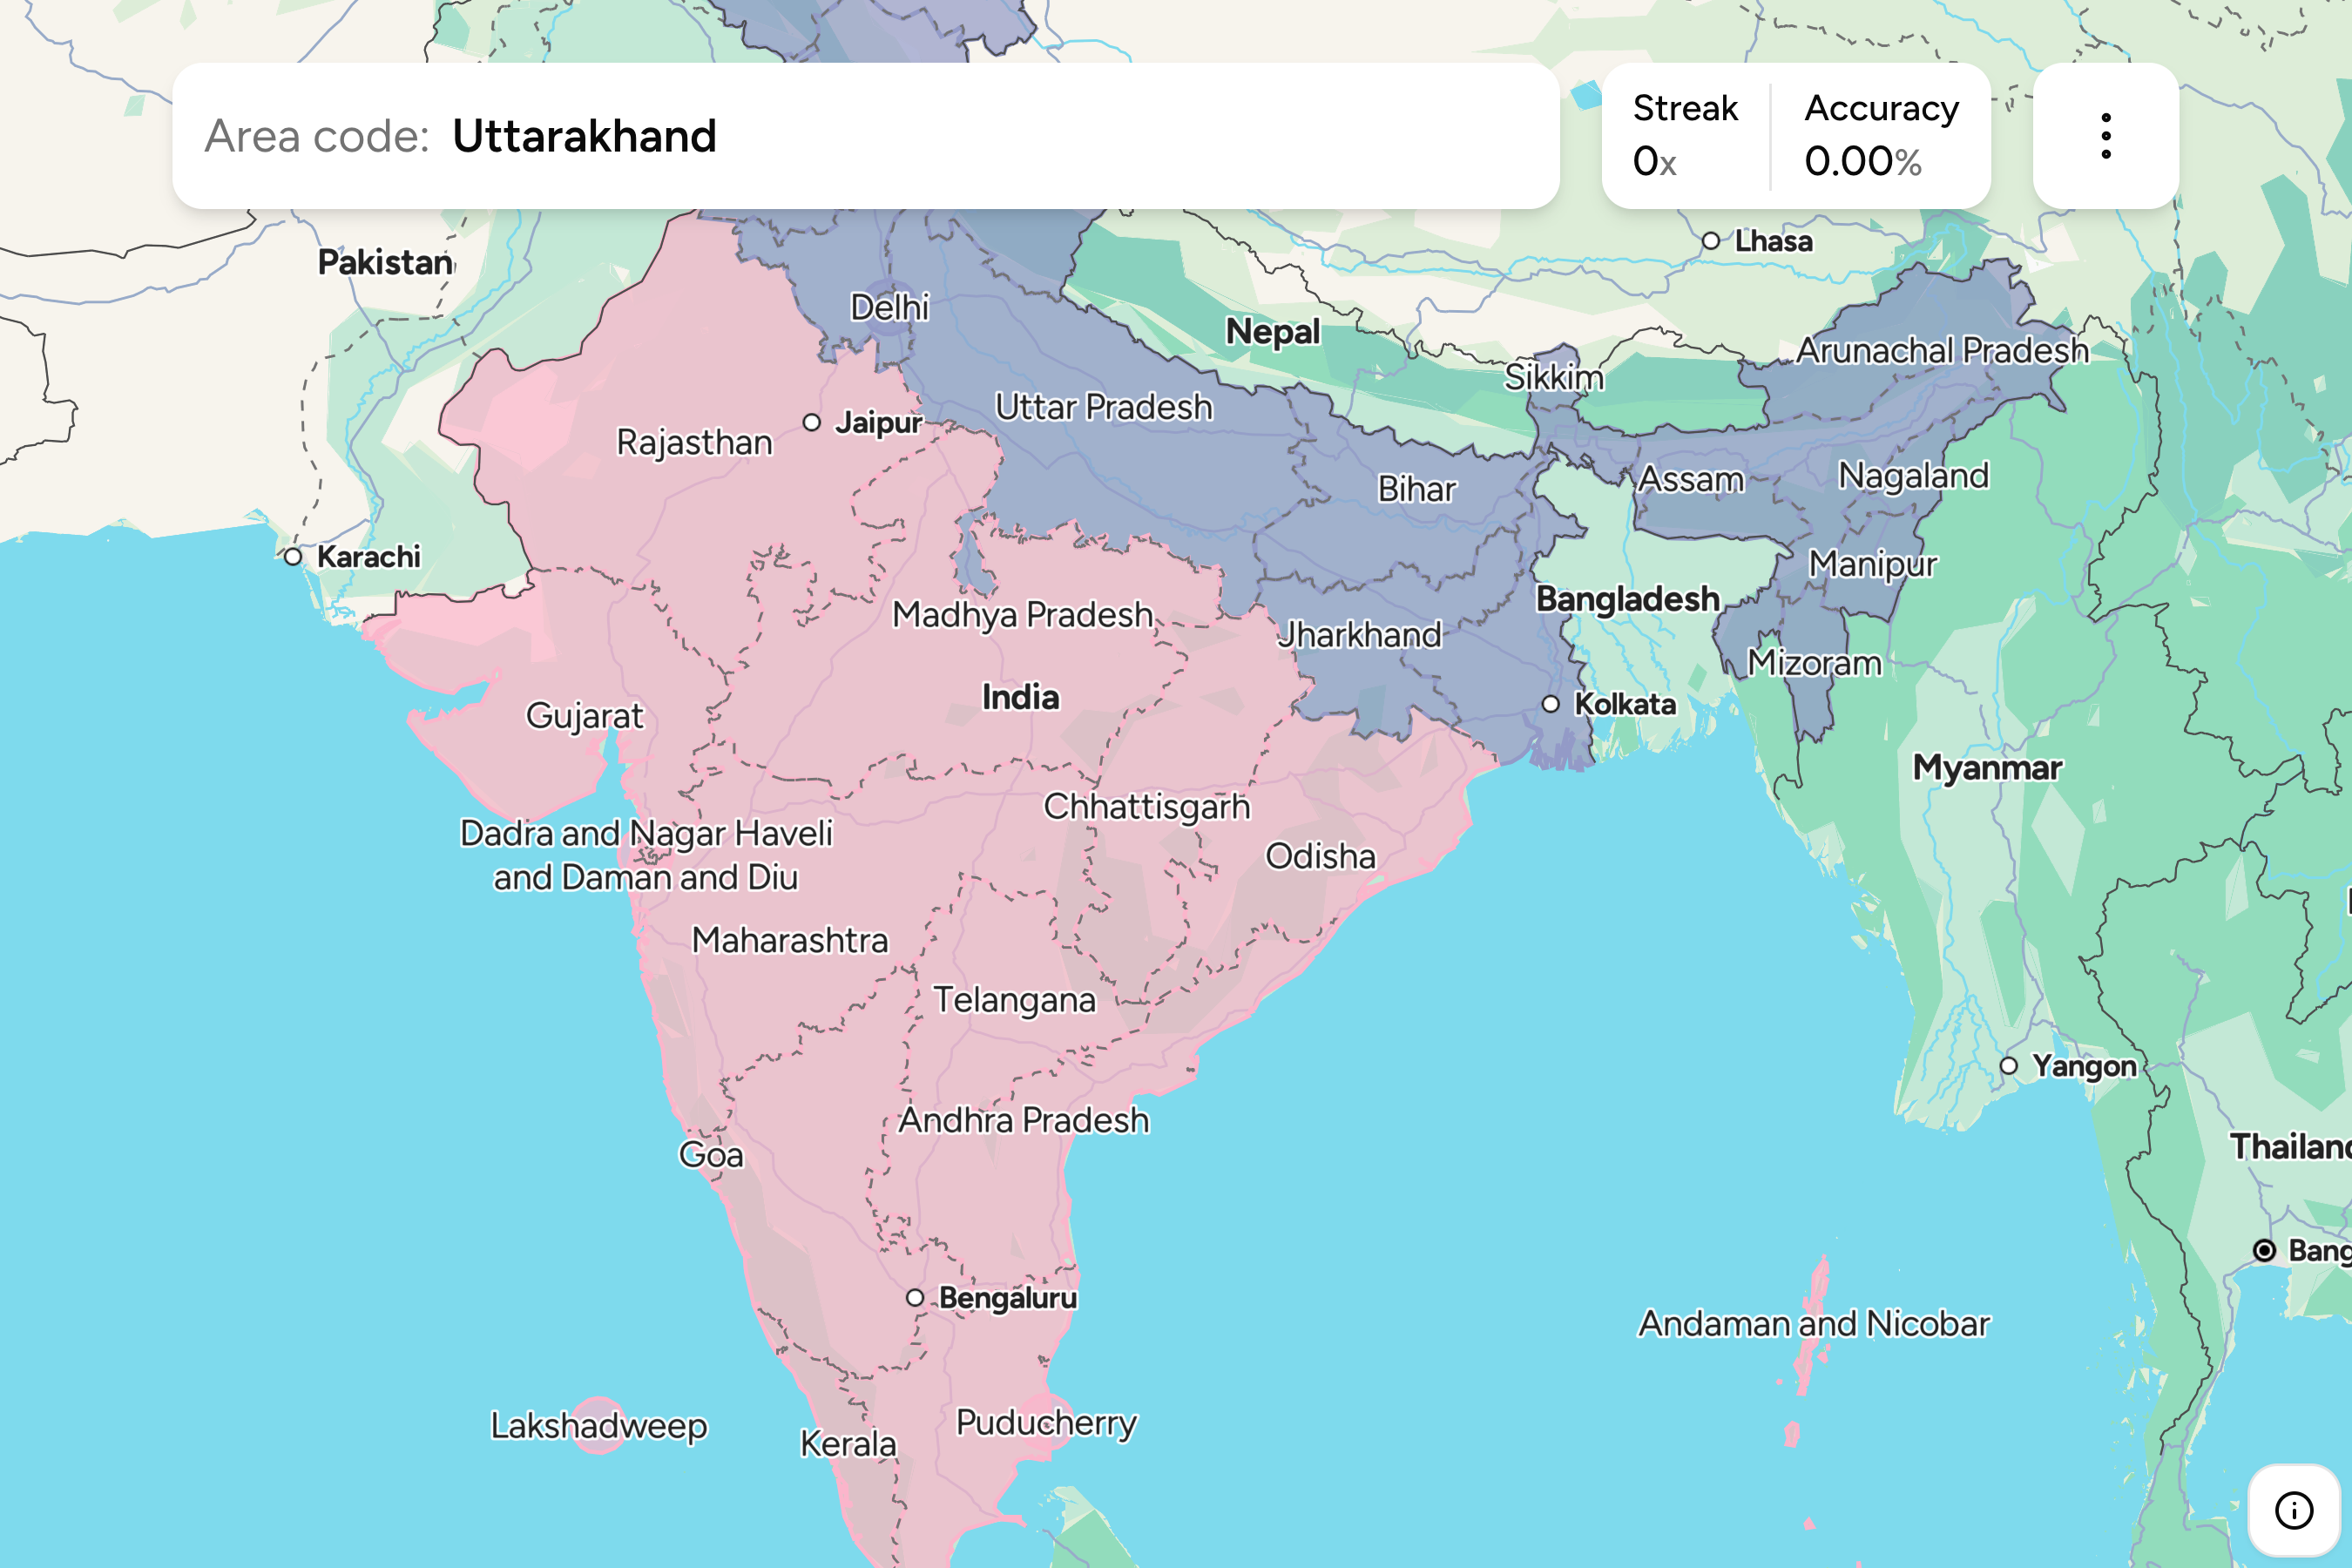 Area code: Uttarakhand
Streak
0x
Accuracy
0.00%
Lhasa
Pakistan
Delhi
Nepal
Arunachal Pradesh
Sikkim
Uttar Pradesh
Jaipur
Rajasthan
Bihar
Assam
Nagaland
Karachi
Manipur
Bangladesh
Madhya Pradesh
Jharkhand
Mizoram
India
Kolkata
Gujarat
Myanmar
Chhattisgarh
Dadra and Nagar Haveli
and Daman and Diu
Odisha
Maharashtra
Telangana
Yangon
Andhra Pradesh
Thailand
Goa
Bang
Bengaluru
Andaman and Nicobar
Lakshadweep
Puducherry
Kerala